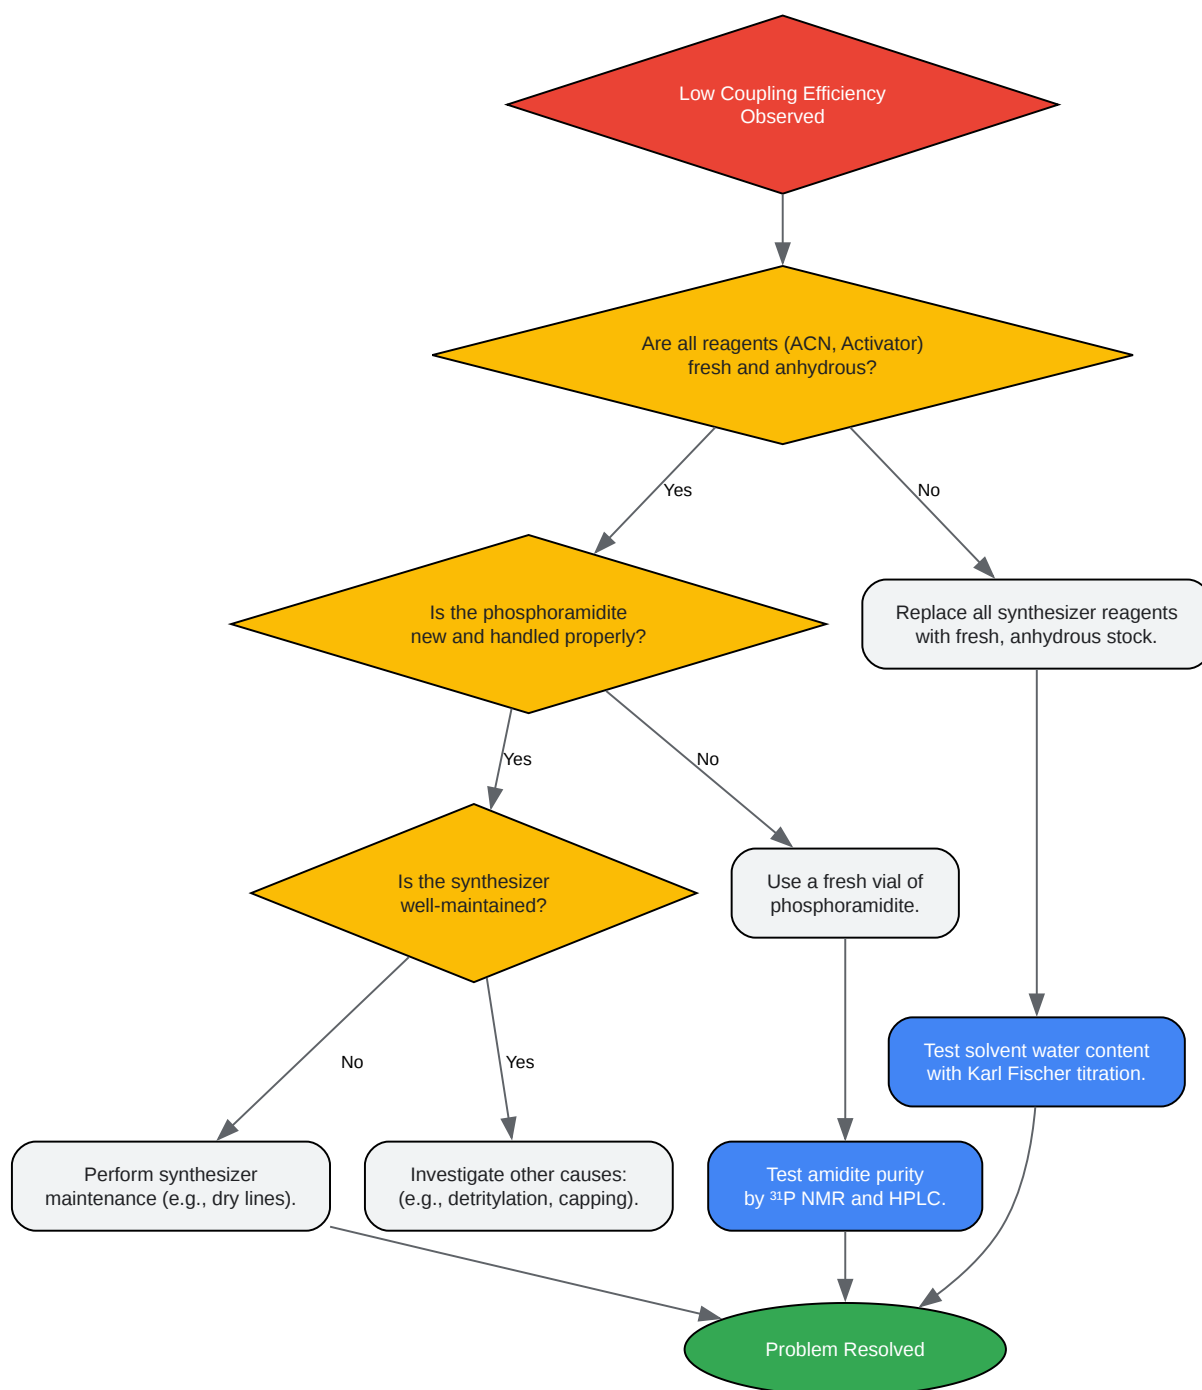 Low Coupling Efficiency
Observed
Are all reagents (ACN, Activator)
fresh and anhydrous?
Yes
No
Is the phosphoramidite
new and handled properly?
Replace all synthesizer reagents
with fresh, anhydrous stock.
Yes
No
Is the synthesizer
well-maintained?
Use a fresh vial of
phosphoramidite.
Test solvent water content
with Karl Fischer titration.
No
Yes
Perform synthesizer
maintenance (e.g., dry lines).
Investigate other causes:
(e.g., detritylation, capping).
Test amidite purity
by ³¹P NMR and HPLC.
Problem Resolved